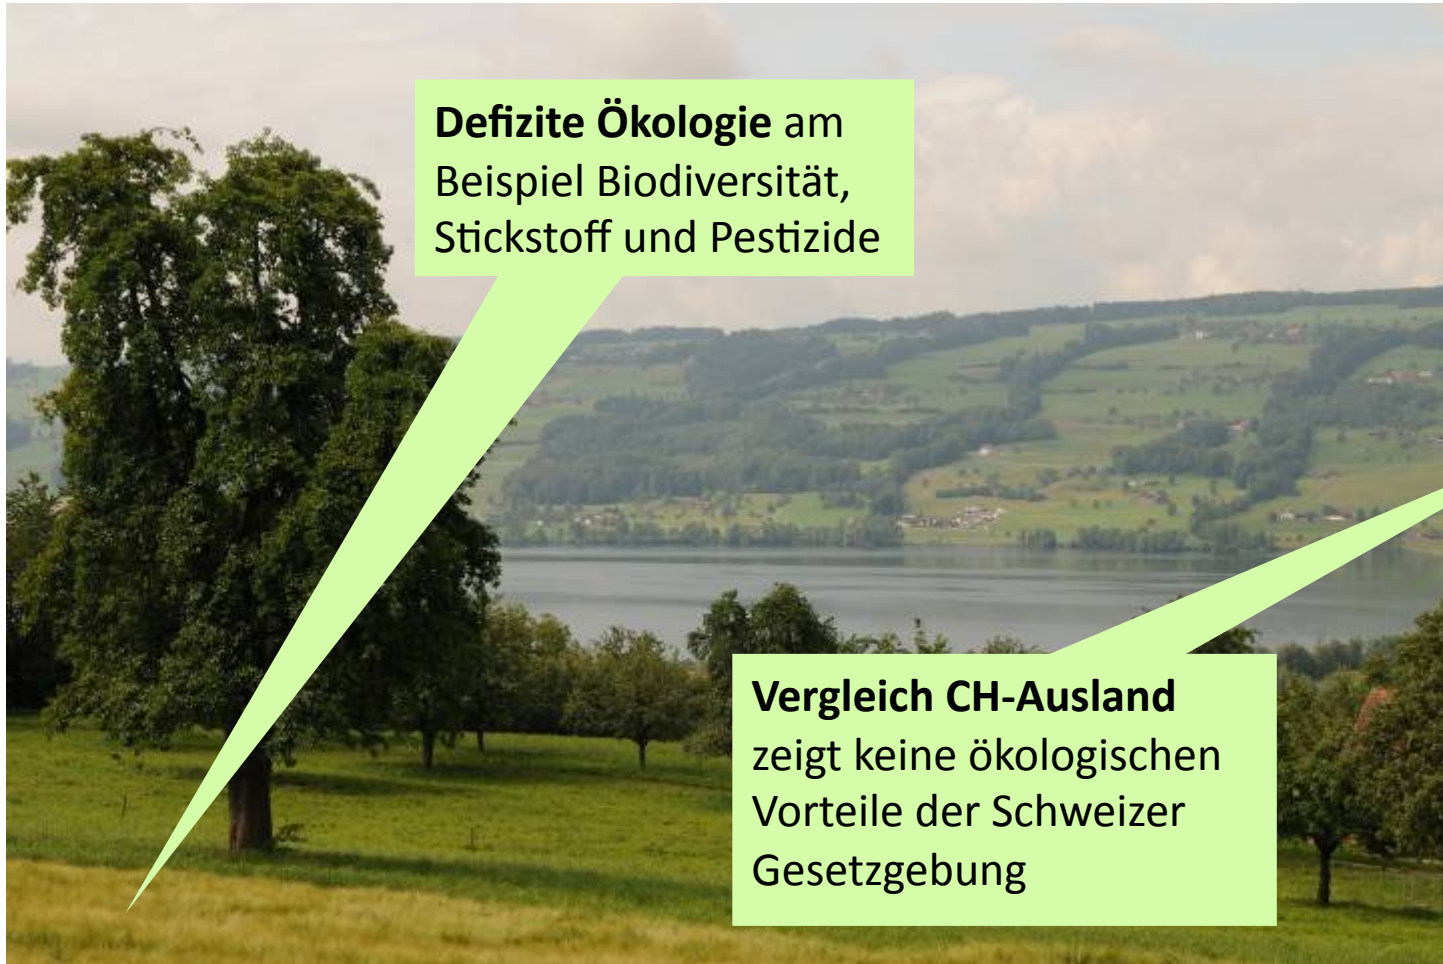 Defizite Ökologie am
Beispiel Biodiversität,
Stickstoff und Pestizide
Vergleich CH-Ausland
zeigt keine ökologischen
Vorteile der Schweizer
Gesetzgebung